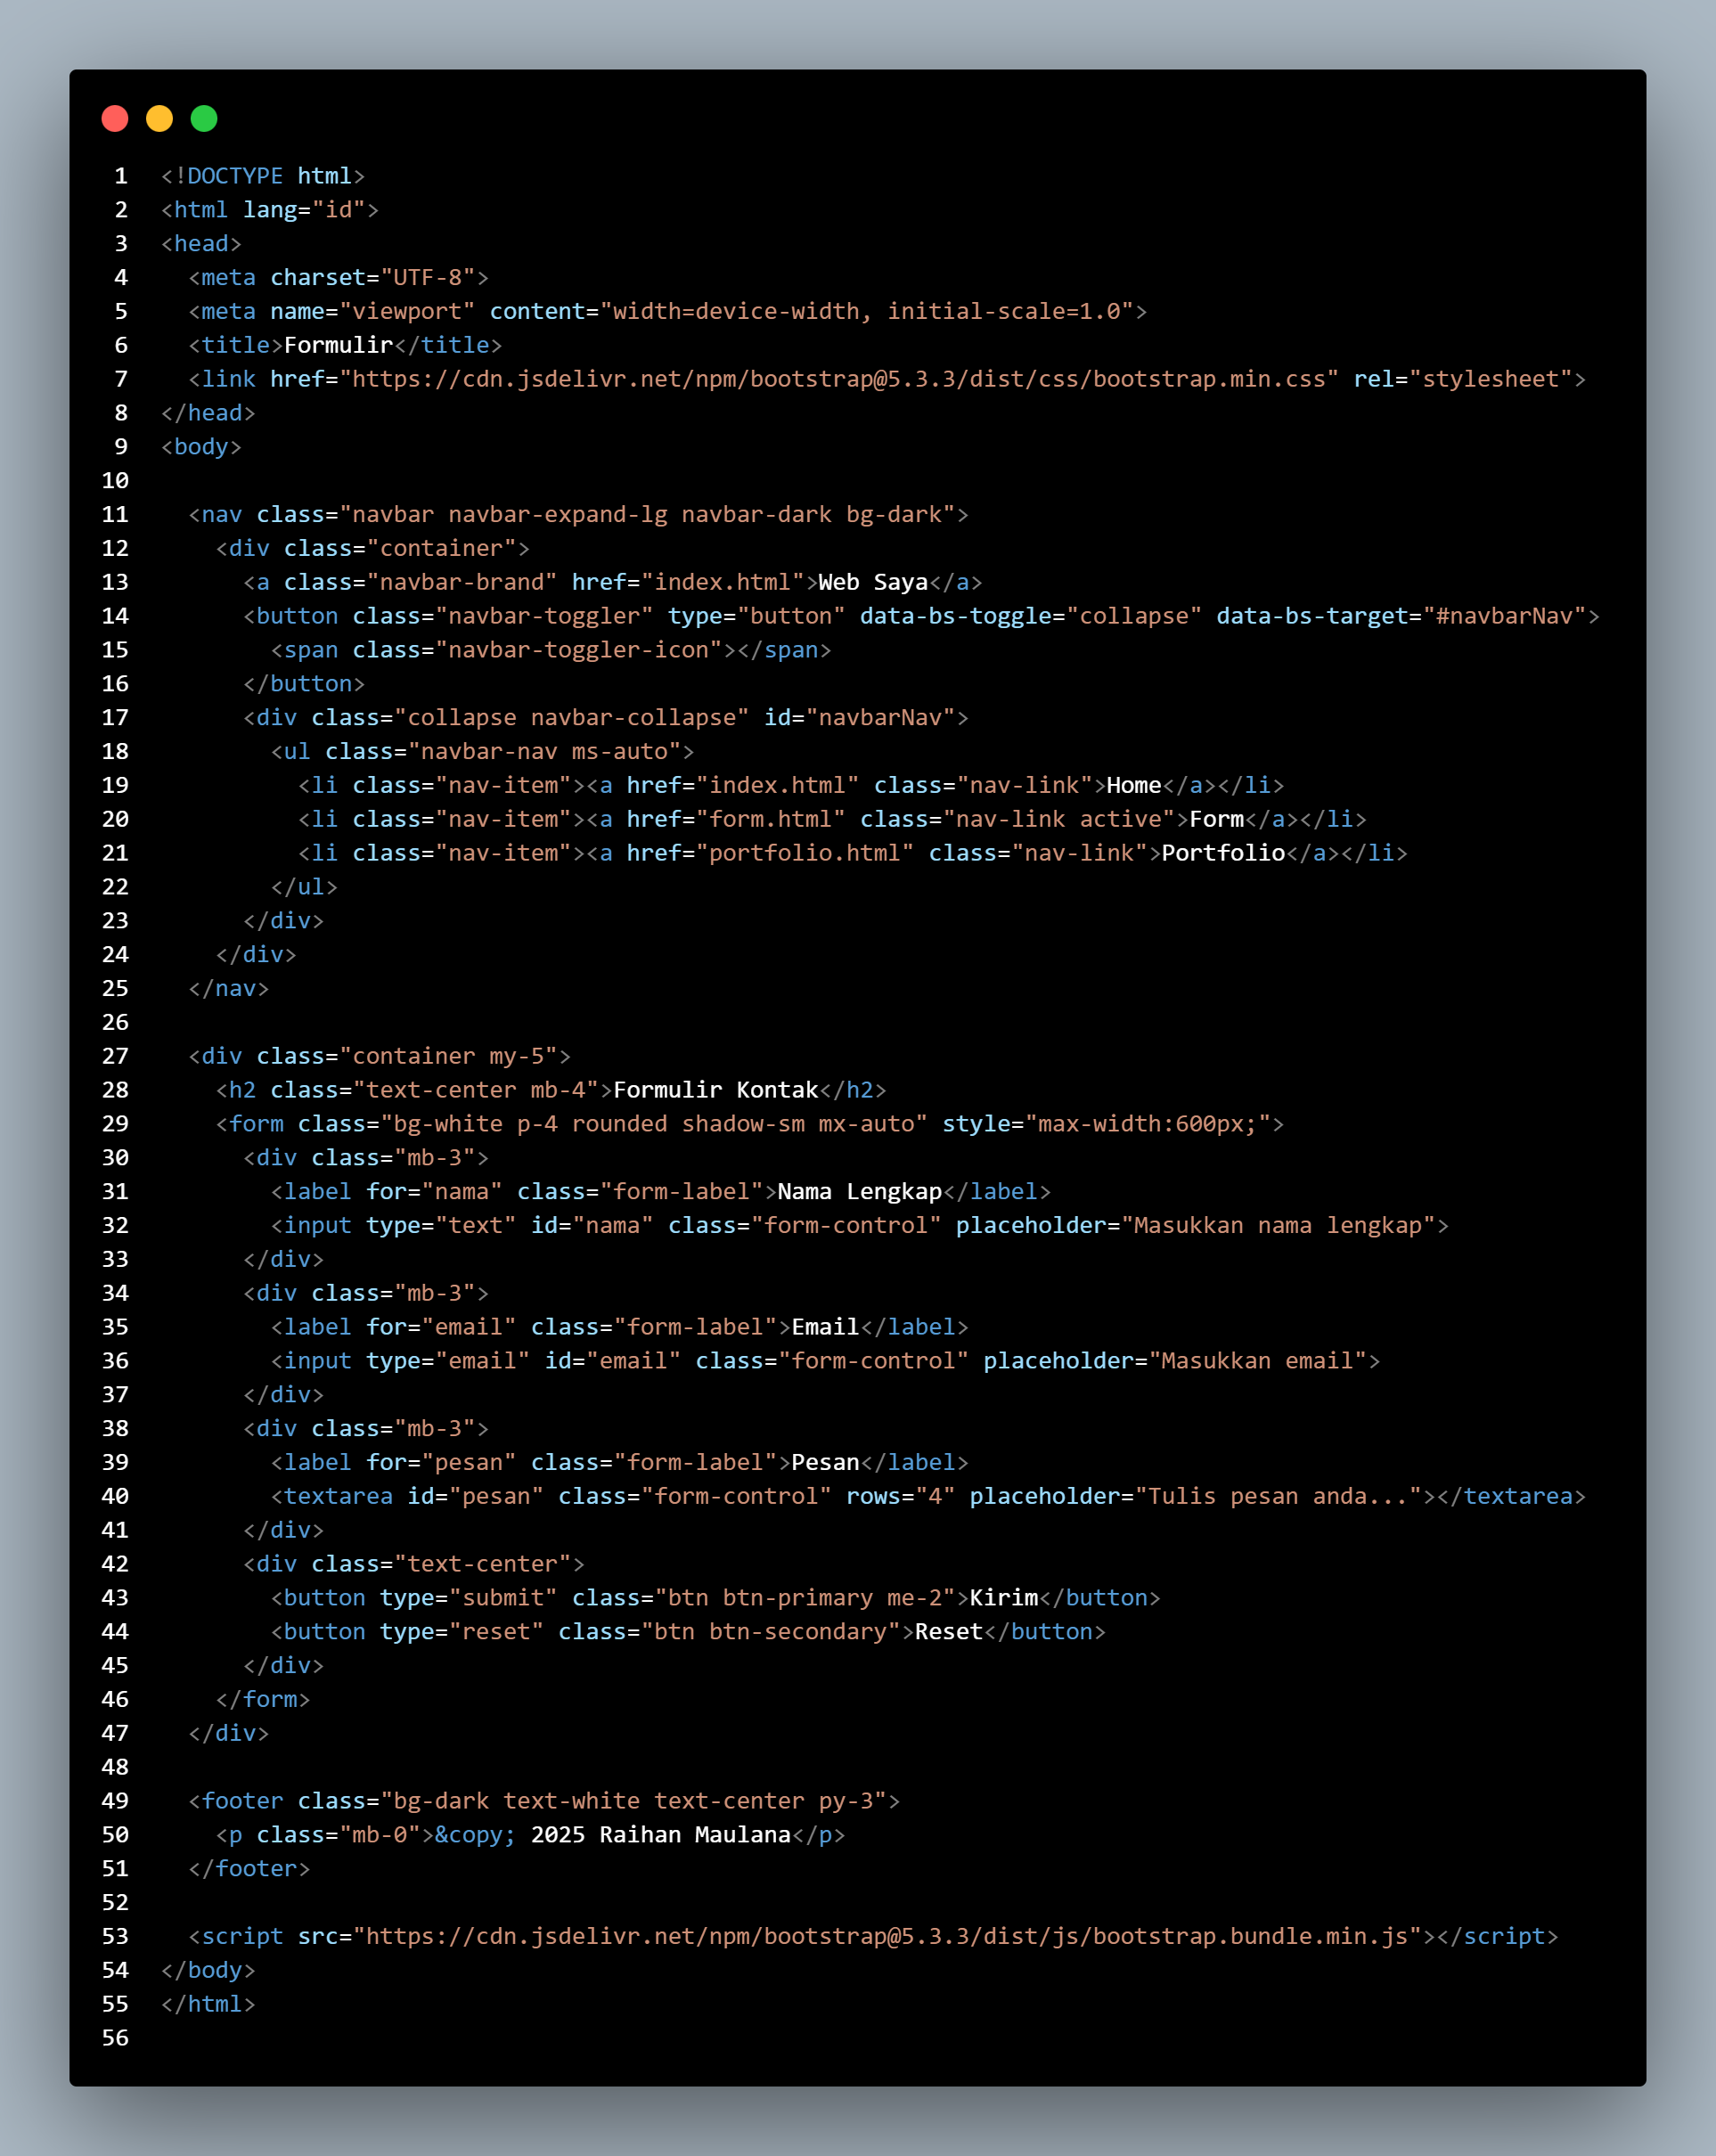 1 <!DOCTYPE html>
2 <html lang="id">
3 <head>
4   <meta charset="UTF-8">
5   <meta name="viewport" content="width=device-width, initial-scale=1.0">
6   <title>Formulir</title>
7   <link href="https://cdn.jsdelivr.net/npm/bootstrap@5.3.3/dist/css/bootstrap.min.css" rel="stylesheet">
8 </head>
9 <body>
10
11   <nav class="navbar navbar-expand-lg navbar-dark bg-dark">
12     <div class="container">
13       <a class="navbar-brand" href="index.html">Web Saya</a>
14       <button class="navbar-toggler" type="button" data-bs-toggle="collapse" data-bs-target="#navbarNav">
15         <span class="navbar-toggler-icon"></span>
16       </button>
17       <div class="collapse navbar-collapse" id="navbarNav">
18         <ul class="navbar-nav ms-auto">
19           <li class="nav-item"><a href="index.html" class="nav-link">Home</a></li>
20           <li class="nav-item"><a href="form.html" class="nav-link active">Form</a></li>
21           <li class="nav-item"><a href="portfolio.html" class="nav-link">Portfolio</a></li>
22         </ul>
23       </div>
24     </div>
25   </nav>
26
27   <div class="container my-5">
28     <h2 class="text-center mb-4">Formulir Kontak</h2>
29     <form class="bg-white p-4 rounded shadow-sm mx-auto" style="max-width:600px;">
30       <div class="mb-3">
31         <label for="nama" class="form-label">Nama Lengkap</label>
32         <input type="text" id="nama" class="form-control" placeholder="Masukkan nama lengkap">
33       </div>
34       <div class="mb-3">
35         <label for="email" class="form-label">Email</label>
36         <input type="email" id="email" class="form-control" placeholder="Masukkan email">
37       </div>
38       <div class="mb-3">
39         <label for="pesan" class="form-label">Pesan</label>
40         <textarea id="pesan" class="form-control" rows="4" placeholder="Tulis pesan anda..."></textarea>
41       </div>
42       <div class="text-center">
43         <button type="submit" class="btn btn-primary me-2">Kirim</button>
44         <button type="reset" class="btn btn-secondary">Reset</button>
45       </div>
46     </form>
47   </div>
48
49   <footer class="bg-dark text-white text-center py-3">
50     <p class="mb-0">&copy; 2025 Raihan Maulana</p>
51   </footer>
52
53   <script src="https://cdn.jsdelivr.net/npm/bootstrap@5.3.3/dist/js/bootstrap.bundle.min.js"></script>
54 </body>
55 </html>
56